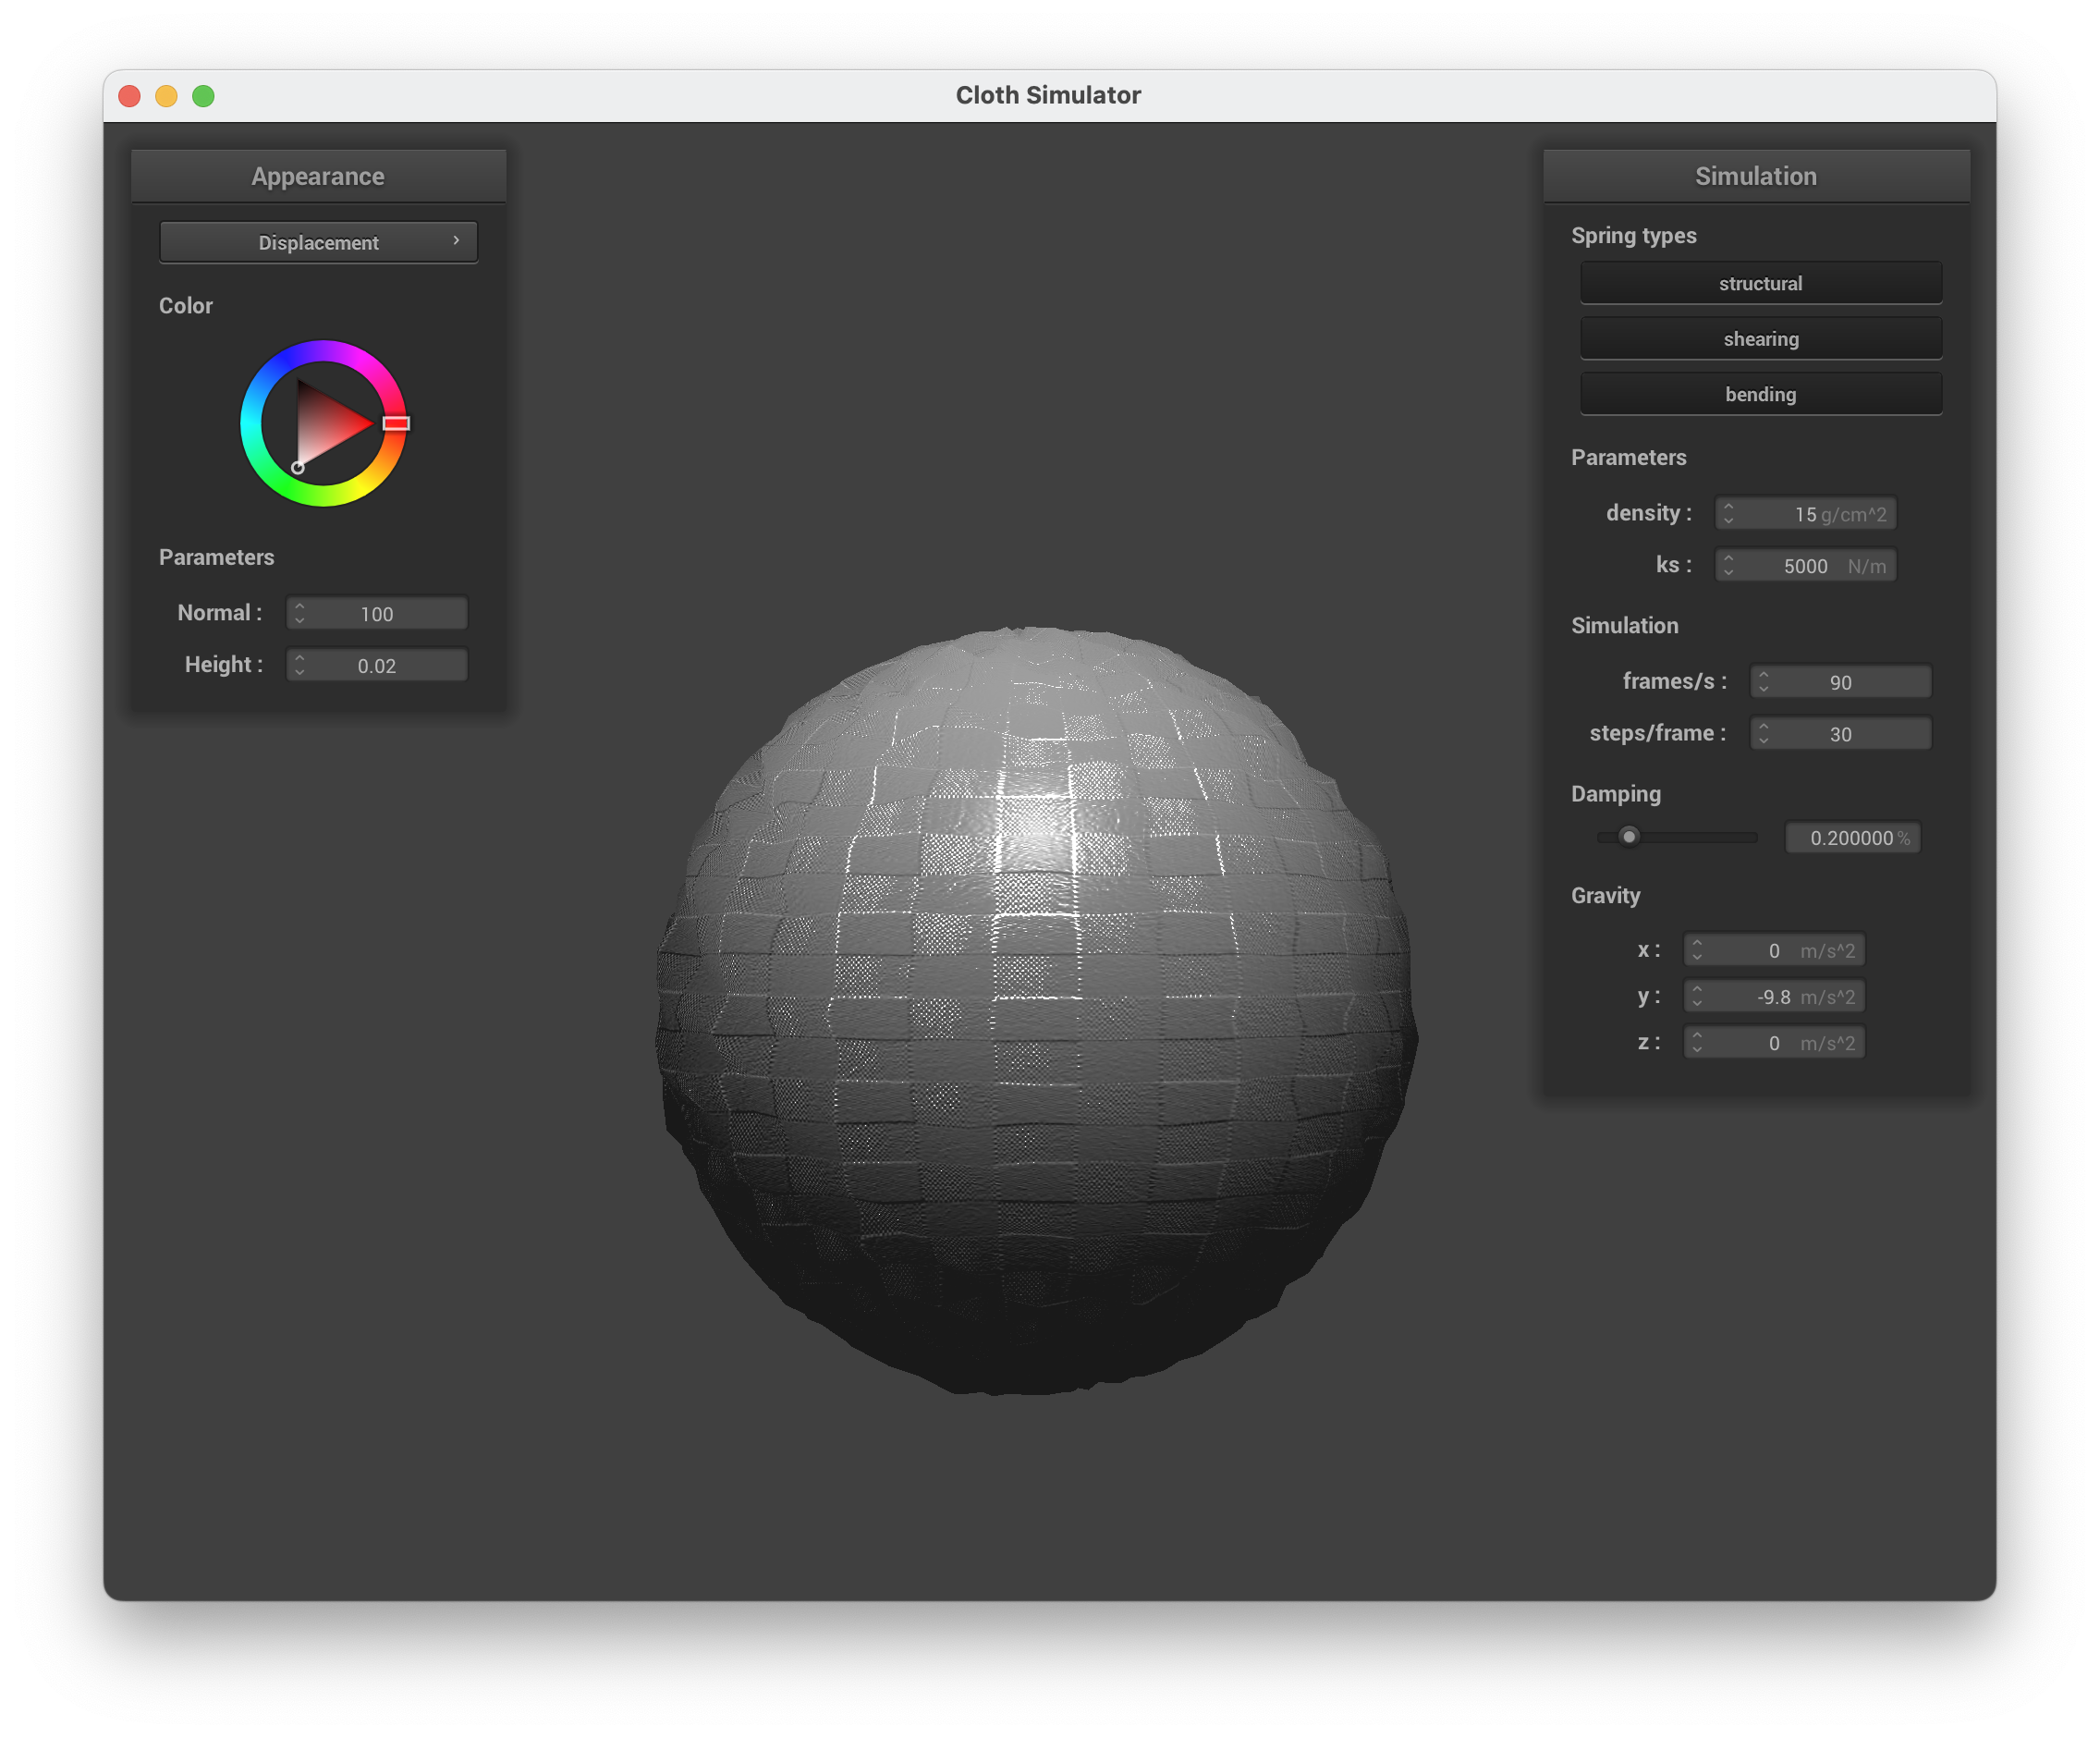 Cloth Simulator
Appearance
Displacement
Color
Parameters
Normal : 100
Height : 0.02
Simulation
Spring types
structural
shearing
bending
Parameters
density : 15 g/cm^2
ks : 5000 N/m
Simulation
frames/s : 90
steps/frame : 30
Damping
0.200000 %
Gravity
x : 0 m/s^2
y : -9.8 m/s^2
z : 0 m/s^2